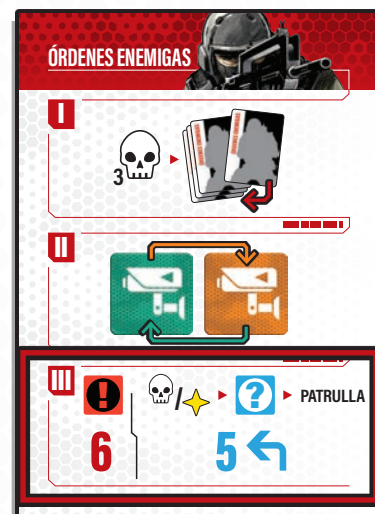 ÓRDENES ENEMIGAS
I
3
II
III
! / ? PATRULLA
6 5